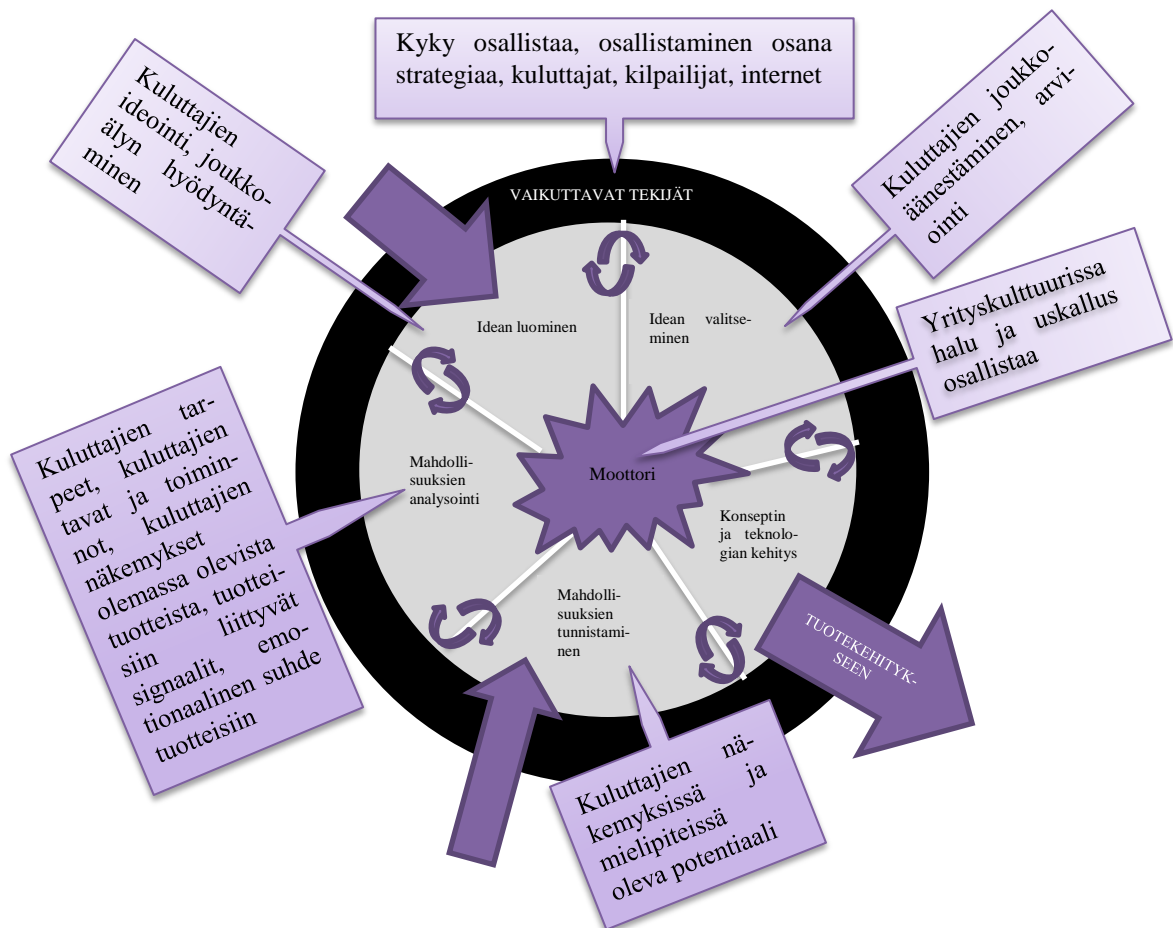 Kyky osallistaa, osallistaminen osana
strategiaa, kuluttajat, kilpailijat, internet
Kuluttajien
ideointi, joukko-
älyn hyödyntä-
minen
Kuluttajien joukko-
äänestäminen, arvi-
ointi
VAIKUTTAVAT TEKIJÄT
Yrityskulttuurissa
halu ja uskallus
osallistaa
Idean luominen
Idean valitse-
minen
Kuluttajien tar-
peet, kuluttajien
tavat ja toimin-
not, kuluttajien
näkemykset
olemassa olevista
tuotteista, tuottei-
siin liittyvät
signaalit, emo-
tionaalinen suhde
tuotteisiin
Mahdolli-
suuksien
analysointi
Moottori
Konseptin
ja teknolo-
gian kehitys
Mahdolli-
suuksien
tunnistami-
nen
TUOTEKEHITYK-
SEEN
Kuluttajien nä-
kemyksissä ja
mielipiteissä
oleva potentiaali